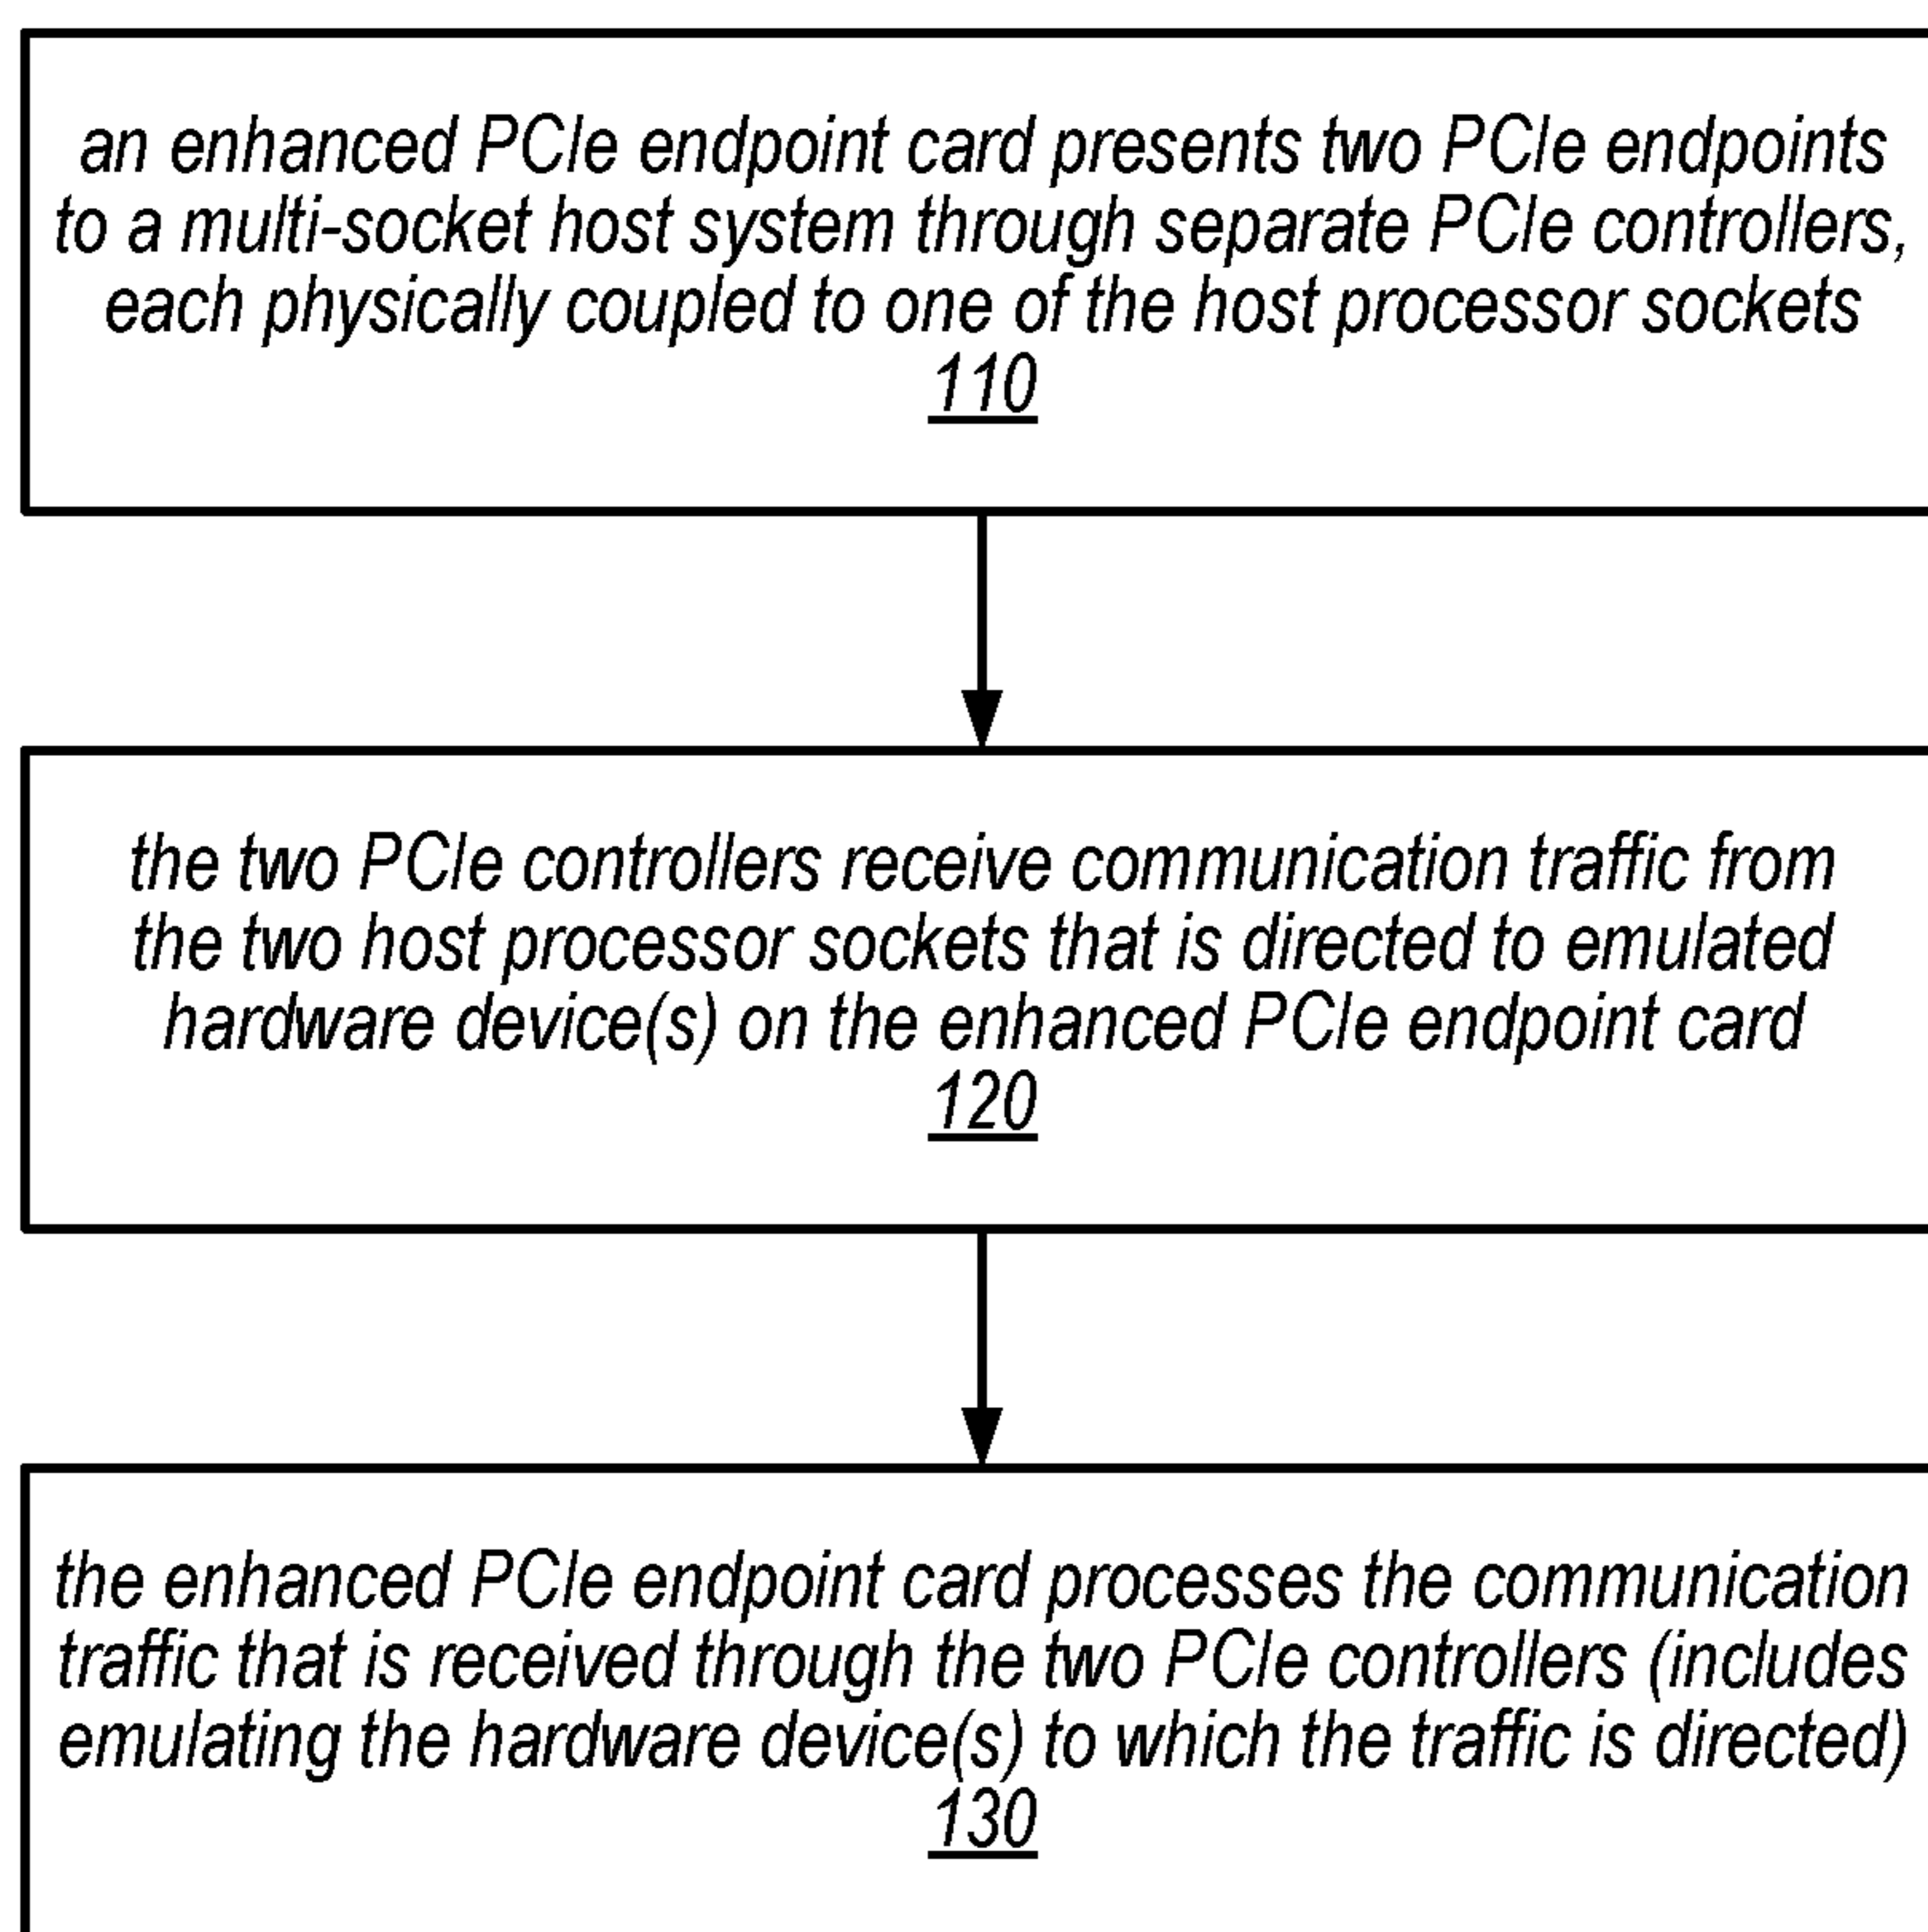 an enhanced PCIe endpoint card presents two PCIe endpoints
to a multi-socket host system through separate PCIe controllers,
each physically coupled to one of the host processor sockets
110
the two PCIe controllers receive communication traffic from
the two host processor sockets that is directed to emulated
hardware device(s) on the enhanced PCIe endpoint card
120
the enhanced PCIe endpoint card processes the communication
traffic that is received through the two PCIe controllers (includes
emulating the hardware device(s) to which the traffic is directed)
130